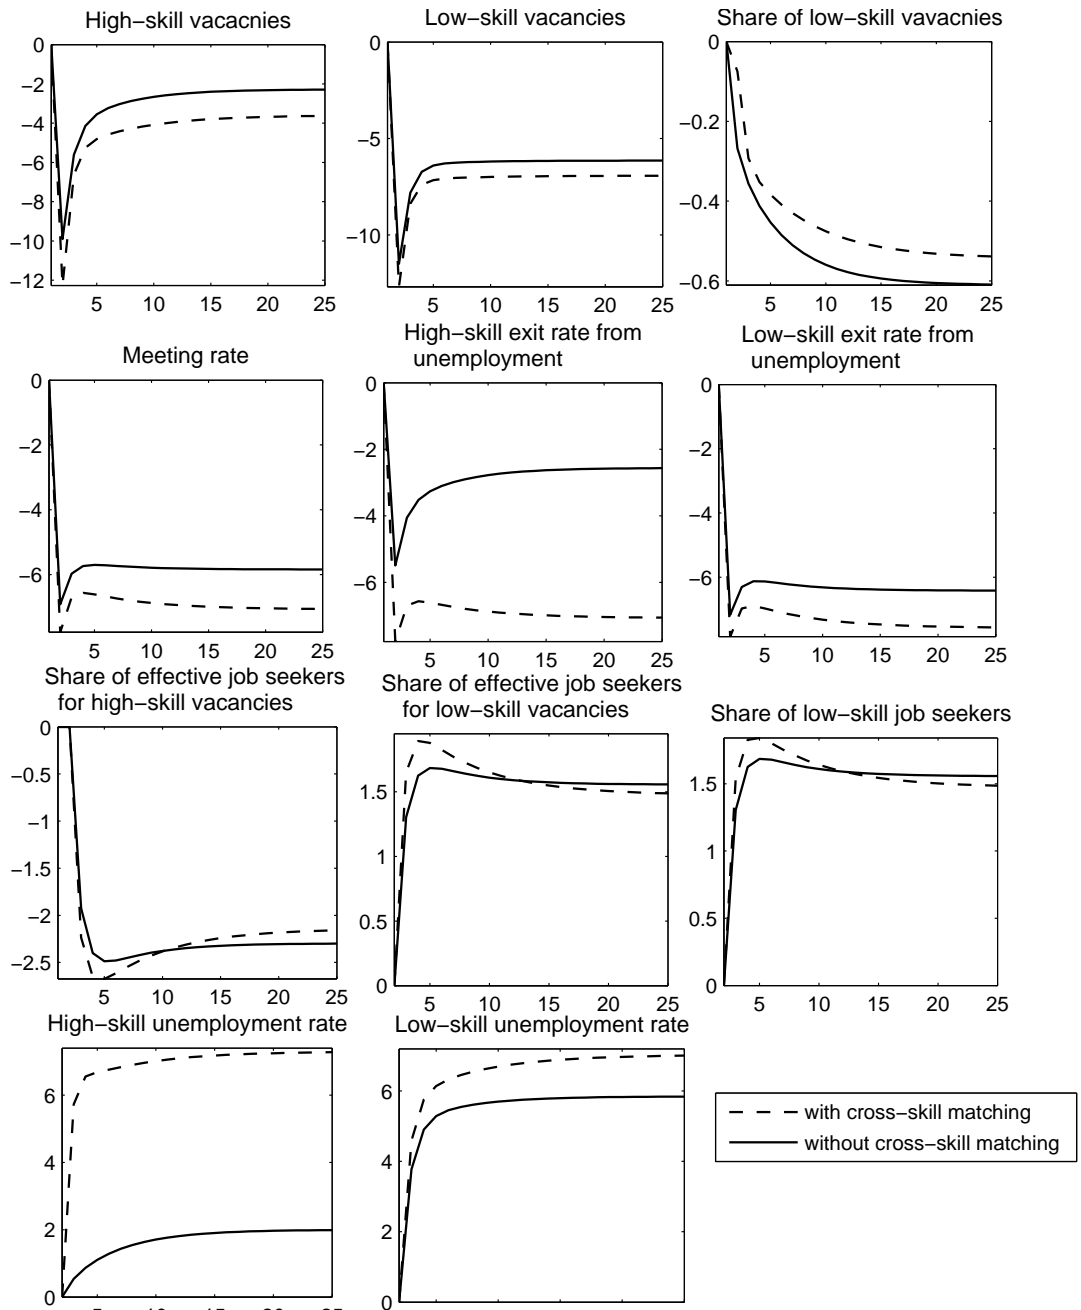 High−skill vacacnies
Low−skill vacancies
Share of low−skill vavacnies
0
−2
−4
−6
−8
−10
−12
5 10 15 20 25
0
−5
−10
5 10 15 20 25
0
−0.2
−0.4
−0.6
5 10 15 20 25
Meeting rate
High−skill exit rate from
unemployment
Low−skill exit rate from
unemployment
0
−2
−4
−6
5 10 15 20 25
0
−2
−4
−6
5 10 15 20 25
0
−2
−4
−6
5 10 15 20 25
Share of effective job seekers
for high−skill vacancies
Share of effective job seekers
for low−skill vacancies
Share of low−skill job seekers
0
−0.5
−1
−1.5
−2
−2.5
5 10 15 20 25
1.5
1
0.5
0
5 10 15 20 25
1.5
1
0.5
0
5 10 15 20 25
High−skill unemployment rate
Low−skill unemployment rate
6
4
2
0
5 10 15 20 25
6
4
2
0
with cross−skill matching
without cross−skill matching